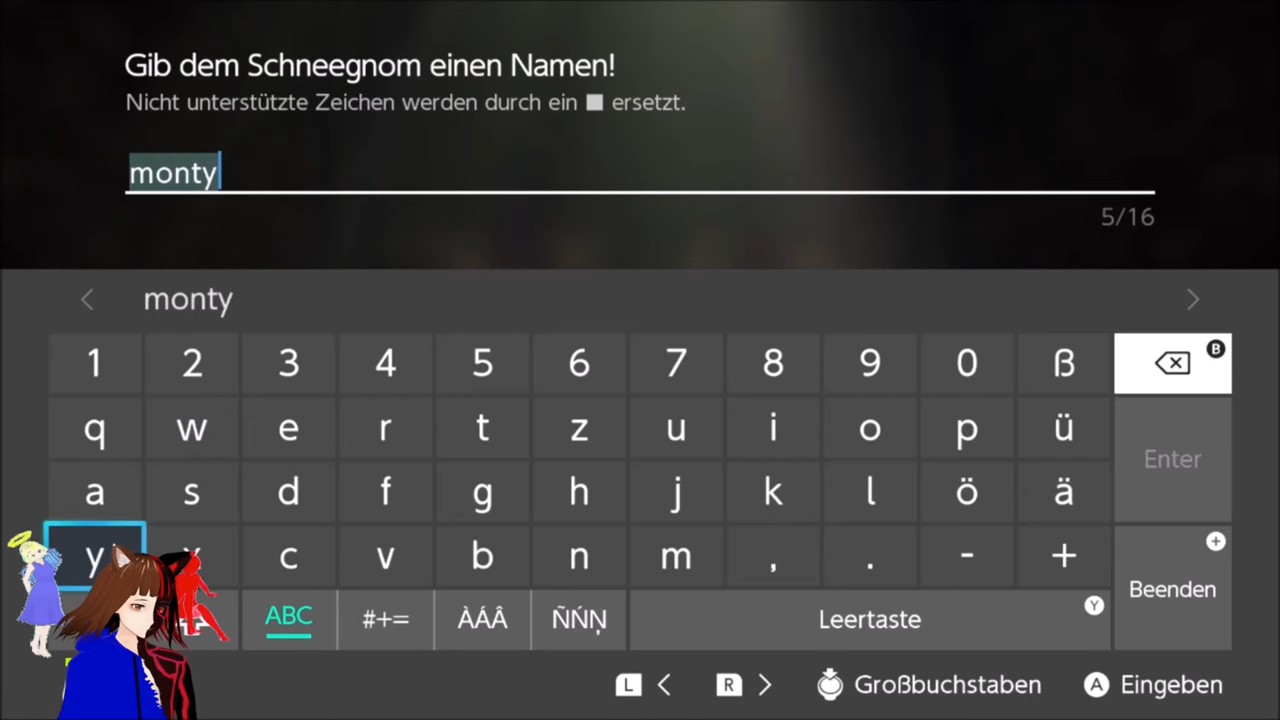 Gib dem Schneegnom einen Namen!
Nicht unterstützte Zeichen werden durch ein ■ ersetzt.
monty
5/16
monty
1 2 3 4 5 6 7 8 9 0 ß B
q w e r t z u i o p ü
Enter
a s d f g h j k l ö ä
y x c v b n m , . - + +
Beenden
ABC #+= ÀÁÂ ÑŃŅ Leertaste Y
L R Großbuchstaben A Eingeben